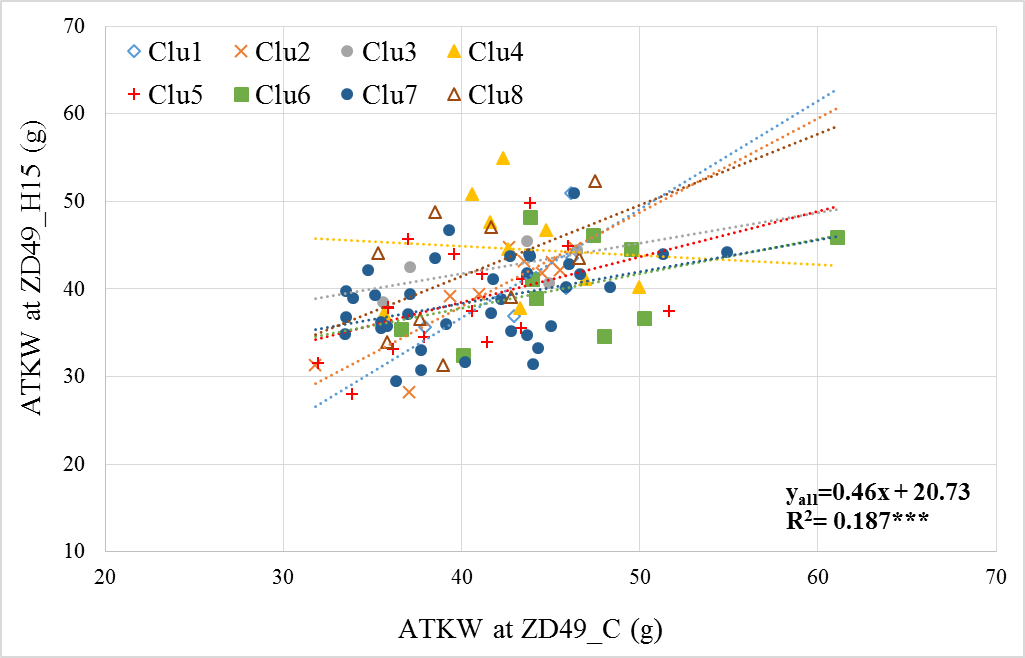 70
60
50
40
30
20
10
ATKW at ZD49_H15 (g)
Clu1 Clu2 Clu3 Clu4
Clu5 Clu6 Clu7 Clu8
yall=0.46x + 20.73
R2= 0.187***
20 30 40 50 60 70
ATKW at ZD49_C (g)